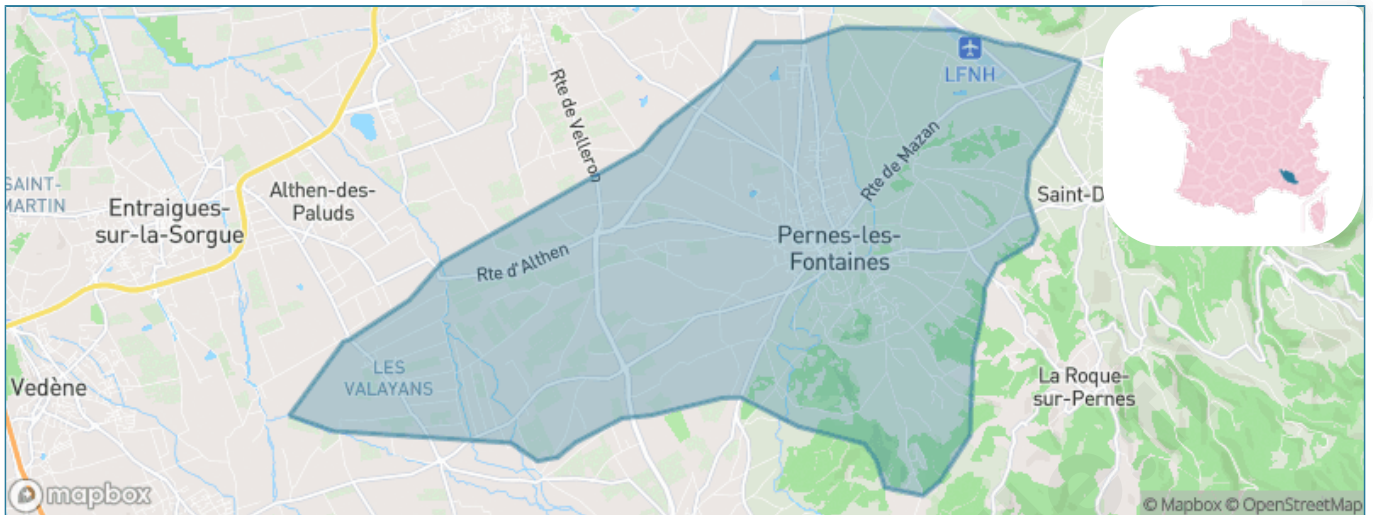 LFNH
Rte de Velleron
Rte de Mazan
SAINT-
MARTIN
Entraigues-
sur-la-Sorgue
Althen-des-
Paluds
Saint-D
Pernes-les-
Fontaines
Rte d'Althen
LES
VALAYANS
Vedène
La Roque-
sur-Pernes
mapbox
© Mapbox © OpenStreetMap